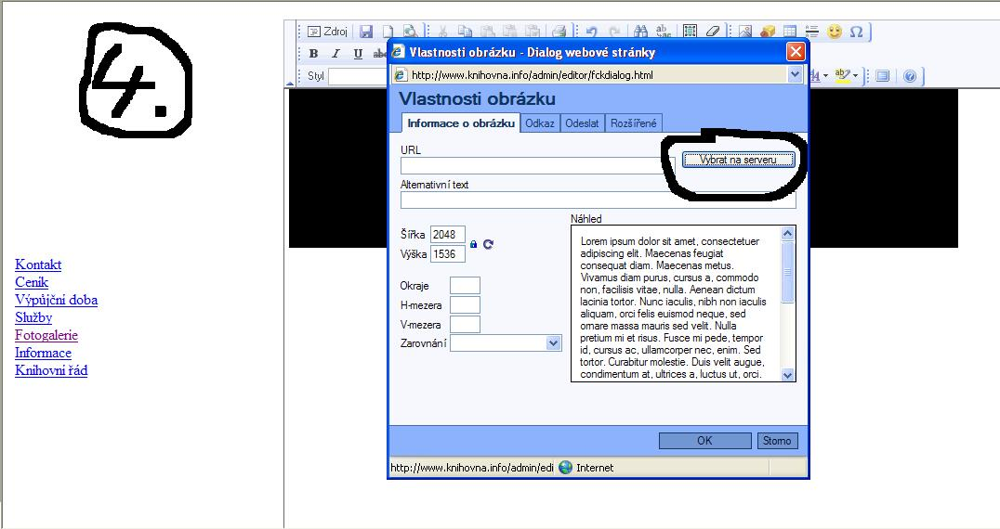 4.
Zdroj
B I U abc
Styl
Vlastnosti obrázku - Dialog webové stránky
http://www.knihovna.info/admin/editor/fckdialog.html
Vlastnosti obrázku
Informace o obrázku Odkaz Odeslat Rozšířené
URL
Vybrat na serveru
Alternativní text
Šířka 2048
Výška 1536
Okraje
H-mezera
V-mezera
Zarovnání
Náhled
Lorem ipsum dolor sit amet, consectetuer
adipiscing elit. Maecenas feugiat
consequat diam. Maecenas metus.
Vivamus diam purus, cursus a, commodo
non, facilisis vitae, nulla. Aenean dictum
lacinia tortor. Nunc iaculis, nibh non iaculis
aliquam, orci felis euismod neque, sed
ornare massa mauris sed velit. Nulla
pretium mi et risus. Fusce mi pede, tempor
id, cursus ac, ullamcorper nec, enim. Sed
tortor. Curabitur molestie. Duis velit augue,
condimentum at, ultrices a, luctus ut, orci.
OK Storno
http://www.knihovna.info/admin/edi Internet
Kontakt
Ceník
Výpůjční doba
Služby
Fotogalerie
Informace
Knihovní řád